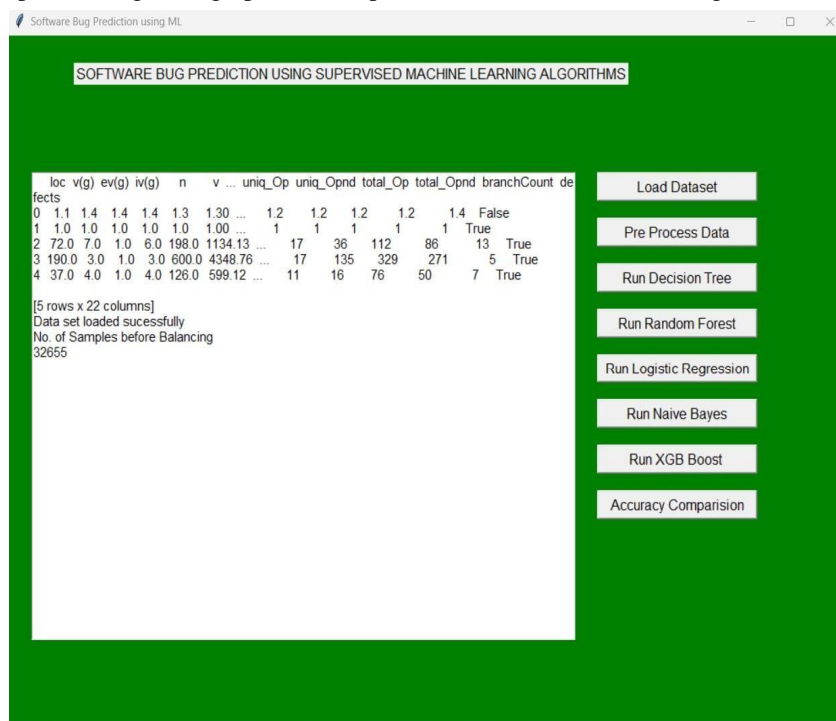 Software Bug Prediction using ML
SOFTWARE BUG PREDICTION USING SUPERVISED MACHINE LEARNING ALGORITHMS
loc v(g) ev(g) iv(g) n v ... uniq_Op uniq_Opnd total_Op total_Opnd branchCount de
fects
0 1.1 1.4 1.4 1.4 1.3 1.30 ... 1.2 1.2 1.2 1.2 1.4 False
1 1.0 1.0 1.0 1.0 1.0 1.00 ... 1 1 1 1 1 True
2 72.0 7.0 1.0 6.0 198.0 1134.13 ... 17 36 112 86 13 True
3 190.0 3.0 1.0 3.0 600.0 4348.76 ... 17 135 329 271 5 True
4 37.0 4.0 1.0 4.0 126.0 599.12 ... 11 16 76 50 7 True
[5 rows x 22 columns]
Data set loaded sucessfully
No. of Samples before Balancing
32655
Load Dataset
Pre Process Data
Run Decision Tree
Run Random Forest
Run Logistic Regression
Run Naive Bayes
Run XGB Boost
Accuracy Comparision